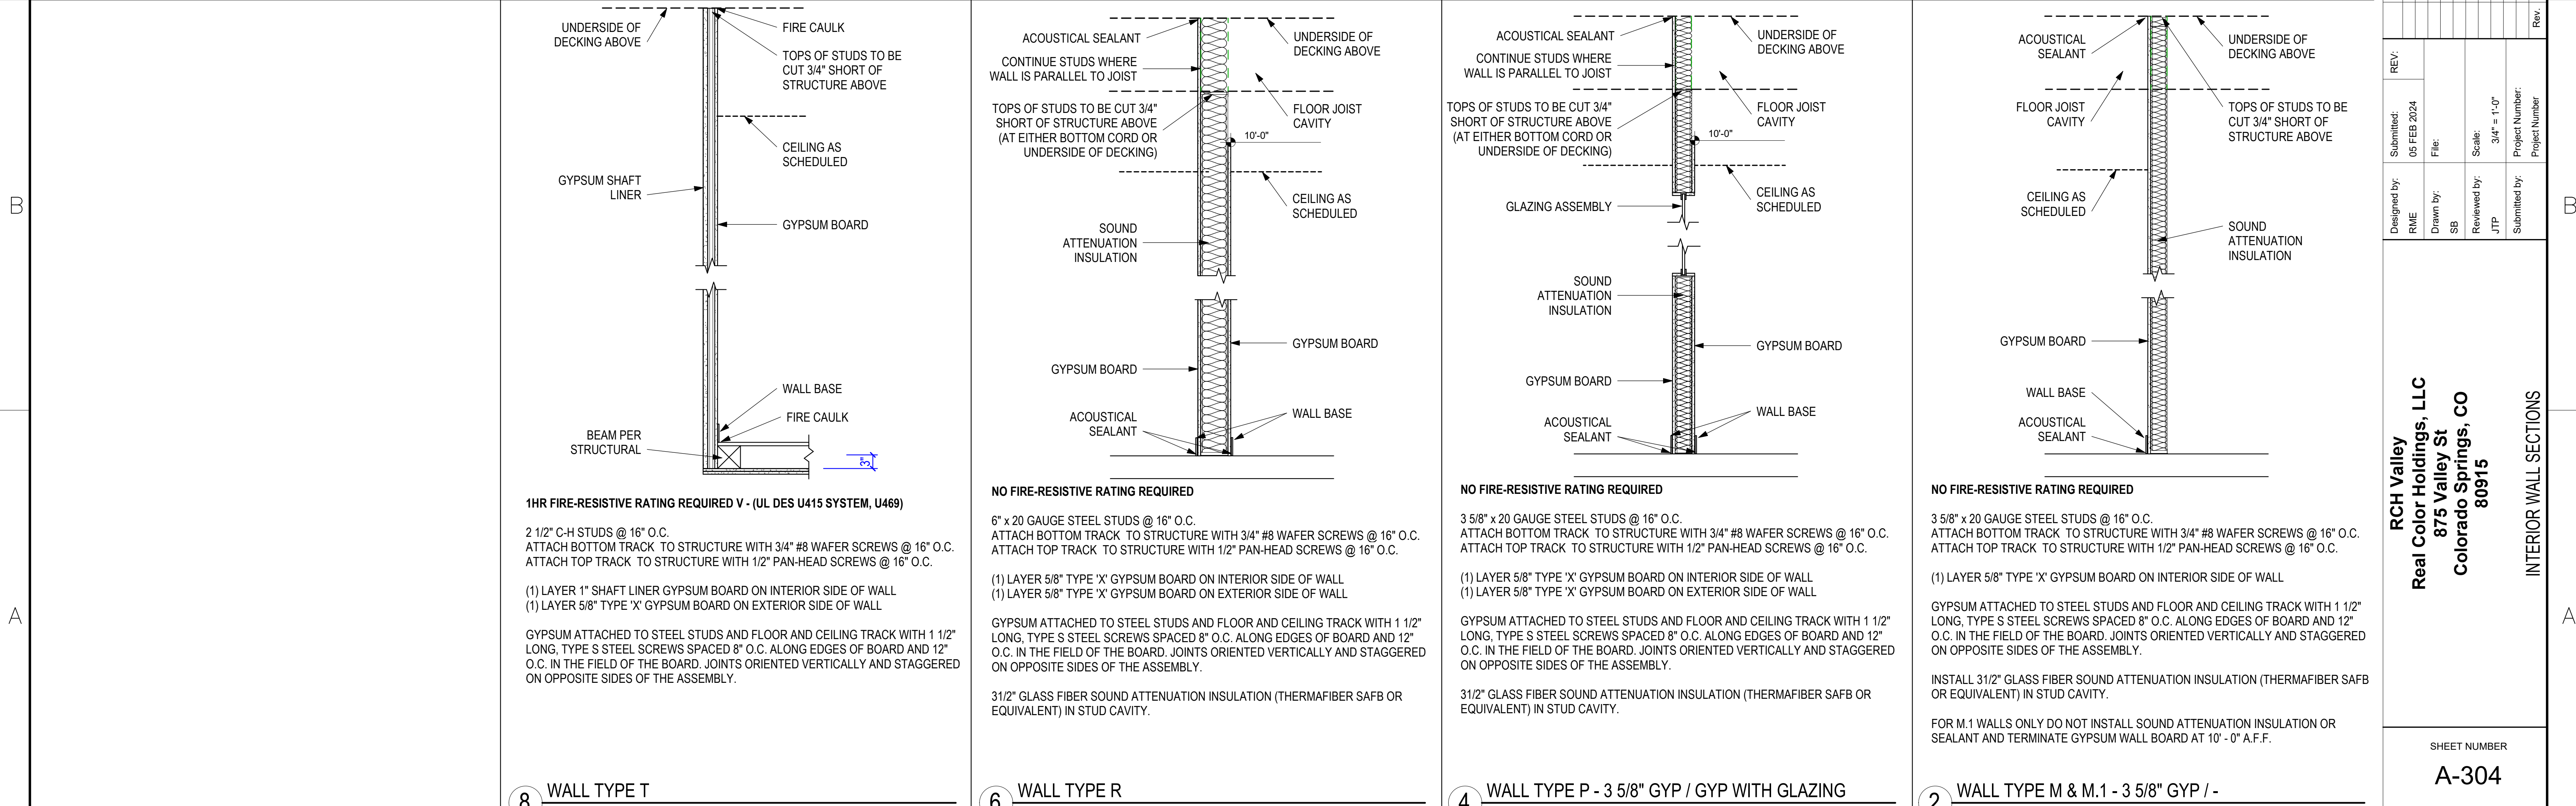 B
A
UNDERSIDE OF
DECKING ABOVE
FIRE CAULK
TOPS OF STUDS TO BE
CUT 3/4" SHORT OF
STRUCTURE ABOVE
CEILING AS
SCHEDULED
GYPSUM SHAFT
LINER
GYPSUM BOARD
WALL BASE
FIRE CAULK
BEAM PER
STRUCTURAL
3"
1HR FIRE-RESISTIVE RATING REQUIRED V - (UL DES U415 SYSTEM, U469)
2 1/2" C-H STUDS @ 16" O.C.
ATTACH BOTTOM TRACK TO STRUCTURE WITH 3/4" #8 WAFER SCREWS @ 16" O.C.
ATTACH TOP TRACK TO STRUCTURE WITH 1/2" PAN-HEAD SCREWS @ 16" O.C.
(1) LAYER 1" SHAFT LINER GYPSUM BOARD ON INTERIOR SIDE OF WALL
(1) LAYER 5/8" TYPE 'X' GYPSUM BOARD ON EXTERIOR SIDE OF WALL
GYPSUM ATTACHED TO STEEL STUDS AND FLOOR AND CEILING TRACK WITH 1 1/2"
LONG, TYPE S STEEL SCREWS SPACED 8" O.C. ALONG EDGES OF BOARD AND 12"
O.C. IN THE FIELD OF THE BOARD. JOINTS ORIENTED VERTICALLY AND STAGGERED
ON OPPOSITE SIDES OF THE ASSEMBLY.
8 WALL TYPE T
ACOUSTICAL SEALANT
CONTINUE STUDS WHERE
WALL IS PARALLEL TO JOIST
TOPS OF STUDS TO BE CUT 3/4"
SHORT OF STRUCTURE ABOVE
(AT EITHER BOTTOM CORD OR
UNDERSIDE OF DECKING)
UNDERSIDE OF
DECKING ABOVE
FLOOR JOIST
CAVITY
10'-0"
CEILING AS
SCHEDULED
SOUND
ATTENUATION
INSULATION
GYPSUM BOARD
GYPSUM BOARD
ACOUSTICAL
SEALANT
WALL BASE
NO FIRE-RESISTIVE RATING REQUIRED
6" x 20 GAUGE STEEL STUDS @ 16" O.C.
ATTACH BOTTOM TRACK TO STRUCTURE WITH 3/4" #8 WAFER SCREWS @ 16" O.C.
ATTACH TOP TRACK TO STRUCTURE WITH 1/2" PAN-HEAD SCREWS @ 16" O.C.
(1) LAYER 5/8" TYPE 'X' GYPSUM BOARD ON INTERIOR SIDE OF WALL
(1) LAYER 5/8" TYPE 'X' GYPSUM BOARD ON EXTERIOR SIDE OF WALL
GYPSUM ATTACHED TO STEEL STUDS AND FLOOR AND CEILING TRACK WITH 1 1/2"
LONG, TYPE S STEEL SCREWS SPACED 8" O.C. ALONG EDGES OF BOARD AND 12"
O.C. IN THE FIELD OF THE BOARD. JOINTS ORIENTED VERTICALLY AND STAGGERED
ON OPPOSITE SIDES OF THE ASSEMBLY.
31/2" GLASS FIBER SOUND ATTENUATION INSULATION (THERMAFIBER SAFB OR
EQUIVALENT) IN STUD CAVITY.
6 WALL TYPE R
ACOUSTICAL SEALANT
CONTINUE STUDS WHERE
WALL IS PARALLEL TO JOIST
TOPS OF STUDS TO BE CUT 3/4"
SHORT OF STRUCTURE ABOVE
(AT EITHER BOTTOM CORD OR
UNDERSIDE OF DECKING)
UNDERSIDE OF
DECKING ABOVE
FLOOR JOIST
CAVITY
10'-0"
CEILING AS
SCHEDULED
GLAZING ASSEMBLY
SOUND
ATTENUATION
INSULATION
GYPSUM BOARD
GYPSUM BOARD
ACOUSTICAL
SEALANT
WALL BASE
NO FIRE-RESISTIVE RATING REQUIRED
3 5/8" x 20 GAUGE STEEL STUDS @ 16" O.C.
ATTACH BOTTOM TRACK TO STRUCTURE WITH 3/4" #8 WAFER SCREWS @ 16" O.C.
ATTACH TOP TRACK TO STRUCTURE WITH 1/2" PAN-HEAD SCREWS @ 16" O.C.
(1) LAYER 5/8" TYPE 'X' GYPSUM BOARD ON INTERIOR SIDE OF WALL
(1) LAYER 5/8" TYPE 'X' GYPSUM BOARD ON EXTERIOR SIDE OF WALL
GYPSUM ATTACHED TO STEEL STUDS AND FLOOR AND CEILING TRACK WITH 1 1/2"
LONG, TYPE S STEEL SCREWS SPACED 8" O.C. ALONG EDGES OF BOARD AND 12"
O.C. IN THE FIELD OF THE BOARD. JOINTS ORIENTED VERTICALLY AND STAGGERED
ON OPPOSITE SIDES OF THE ASSEMBLY.
31/2" GLASS FIBER SOUND ATTENUATION INSULATION (THERMAFIBER SAFB OR
EQUIVALENT) IN STUD CAVITY.
4 WALL TYPE P - 3 5/8" GYP / GYP WITH GLAZING
ACOUSTICAL
SEALANT
UNDERSIDE OF
DECKING ABOVE
FLOOR JOIST
CAVITY
TOPS OF STUDS TO BE
CUT 3/4" SHORT OF
STRUCTURE ABOVE
CEILING AS
SCHEDULED
SOUND
ATTENUATION
INSULATION
GYPSUM BOARD
WALL BASE
ACOUSTICAL
SEALANT
NO FIRE-RESISTIVE RATING REQUIRED
3 5/8" x 20 GAUGE STEEL STUDS @ 16" O.C.
ATTACH BOTTOM TRACK TO STRUCTURE WITH 3/4" #8 WAFER SCREWS @ 16" O.C.
ATTACH TOP TRACK TO STRUCTURE WITH 1/2" PAN-HEAD SCREWS @ 16" O.C.
(1) LAYER 5/8" TYPE 'X' GYPSUM BOARD ON INTERIOR SIDE OF WALL
GYPSUM ATTACHED TO STEEL STUDS AND FLOOR AND CEILING TRACK WITH 1 1/2"
LONG, TYPE S STEEL SCREWS SPACED 8" O.C. ALONG EDGES OF BOARD AND 12"
O.C. IN THE FIELD OF THE BOARD. JOINTS ORIENTED VERTICALLY AND STAGGERED
ON OPPOSITE SIDES OF THE ASSEMBLY.
INSTALL 31/2" GLASS FIBER SOUND ATTENUATION INSULATION (THERMAFIBER SAFB
OR EQUIVALENT) IN STUD CAVITY.
FOR M.1 WALLS ONLY DO NOT INSTALL SOUND ATTENUATION INSULATION OR
SEALANT AND TERMINATE GYPSUM WALL BOARD AT 10' - 0" A.F.F.
2 WALL TYPE M & M.1 - 3 5/8" GYP / -
Rev.
Designed by:
RME
Submitted:
05 FEB 2024
REV:
Drawn by:
SB
File:
Reviewed by:
JTP
Scale:
3/4" = 1'-0"
Submitted by:
Project Number:
Project Number
RCH Valley
Real Color Holdings, LLC
875 Valley St
Colorado Springs, CO
80915
INTERIOR WALL SECTIONS
SHEET NUMBER
A-304
B
A